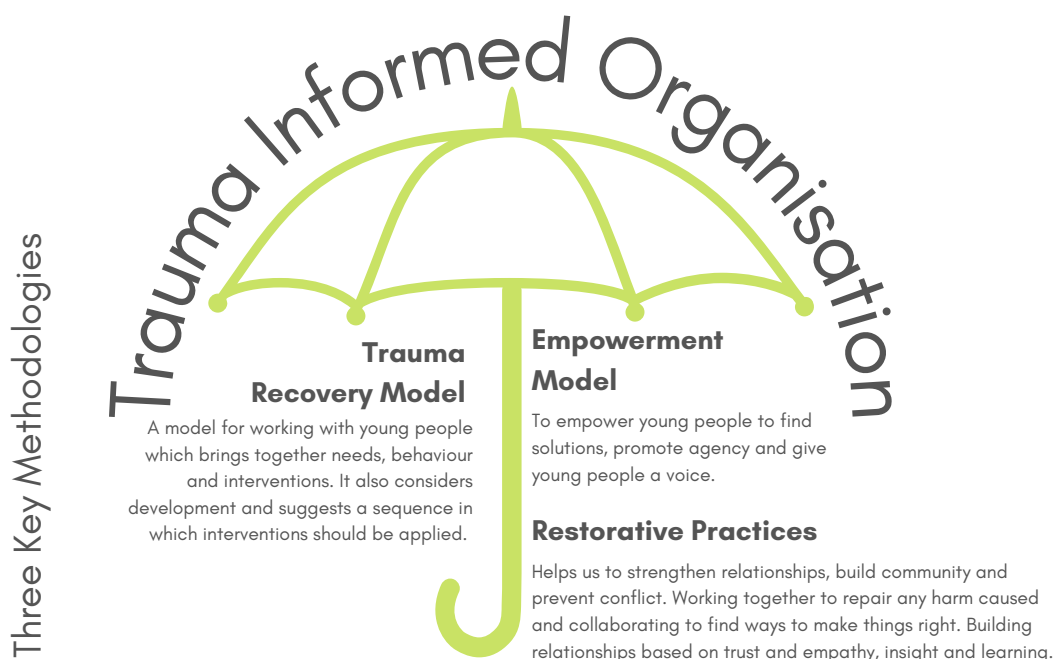 Trauma Informed Organisation
Three Key Methodologies
Trauma
Recovery Model
A model for working with young people
which brings together needs, behaviour
and interventions. It also considers
development and suggests a sequence in
which interventions should be applied.
Empowerment
Model
To empower young people to find
solutions, promote agency and give
young people a voice.
Restorative Practices
Helps us to strengthen relationships, build community and
prevent conflict. Working together to repair any harm caused
and collaborating to find ways to make things right. Building
relationships based on trust and empathy, insight and learning.